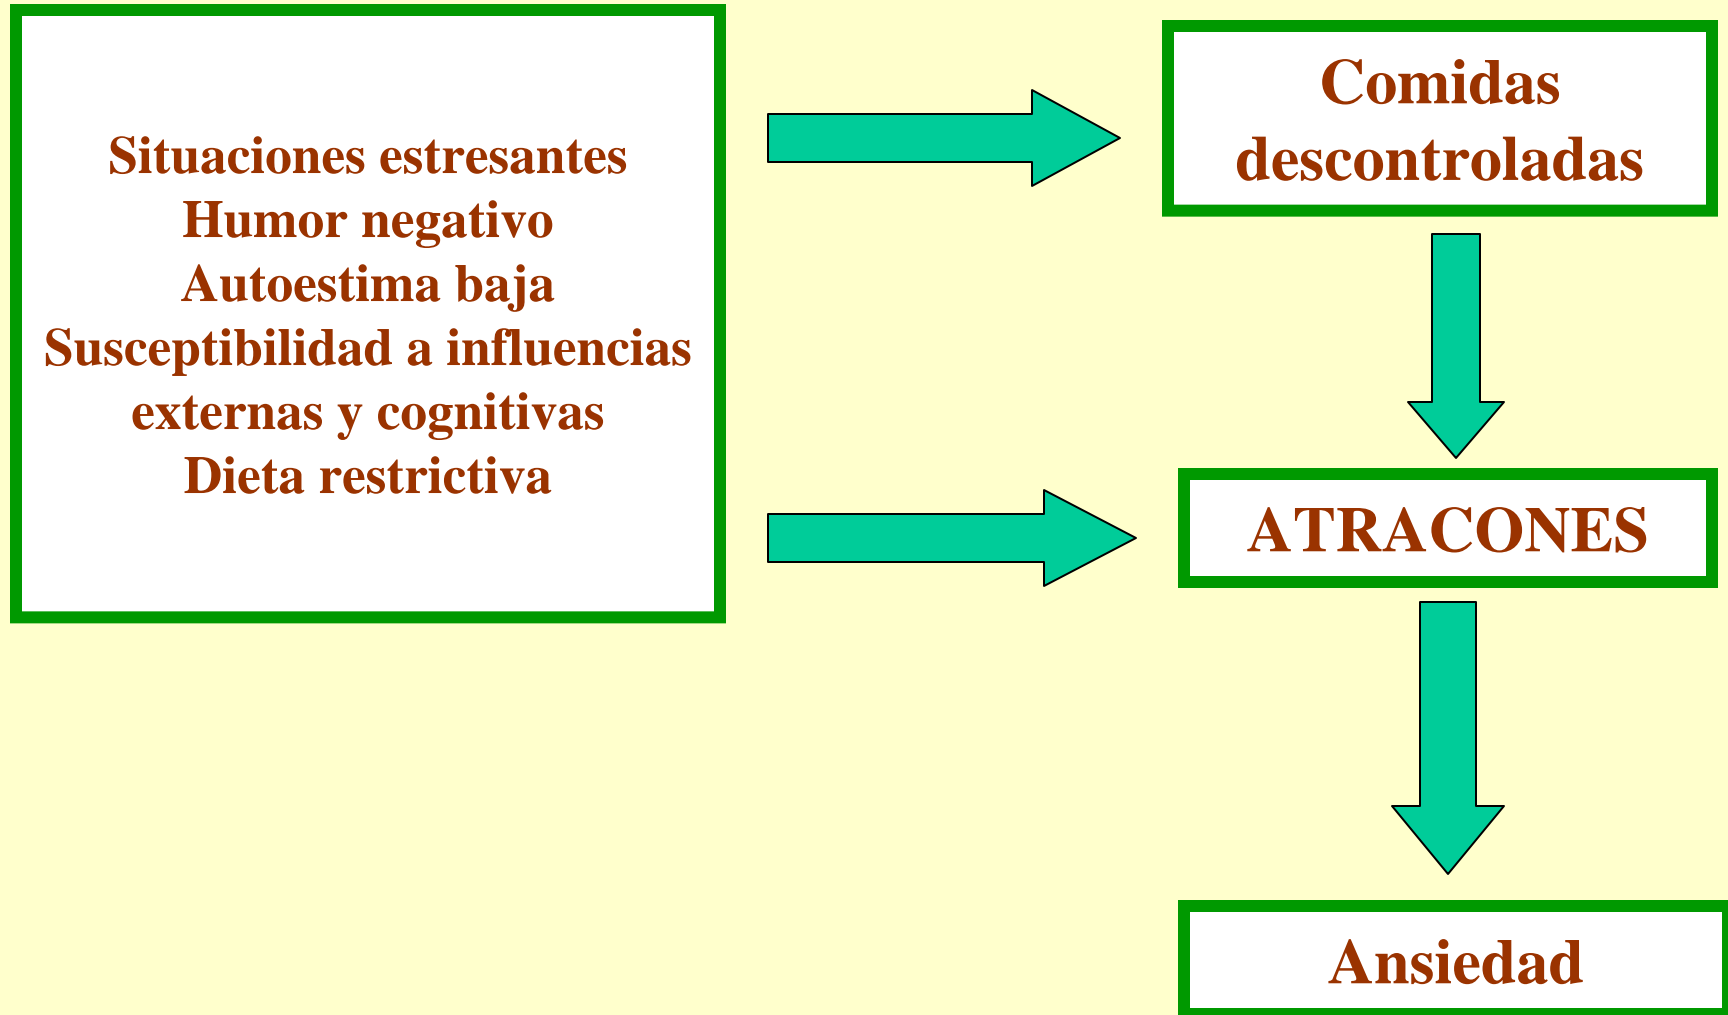 Situaciones estresantes
Humor negativo
Autoestima baja
Susceptibilidad a influencias
externas y cognitivas
Dieta restrictiva
Comidas
descontroladas
ATRACONES
Ansiedad